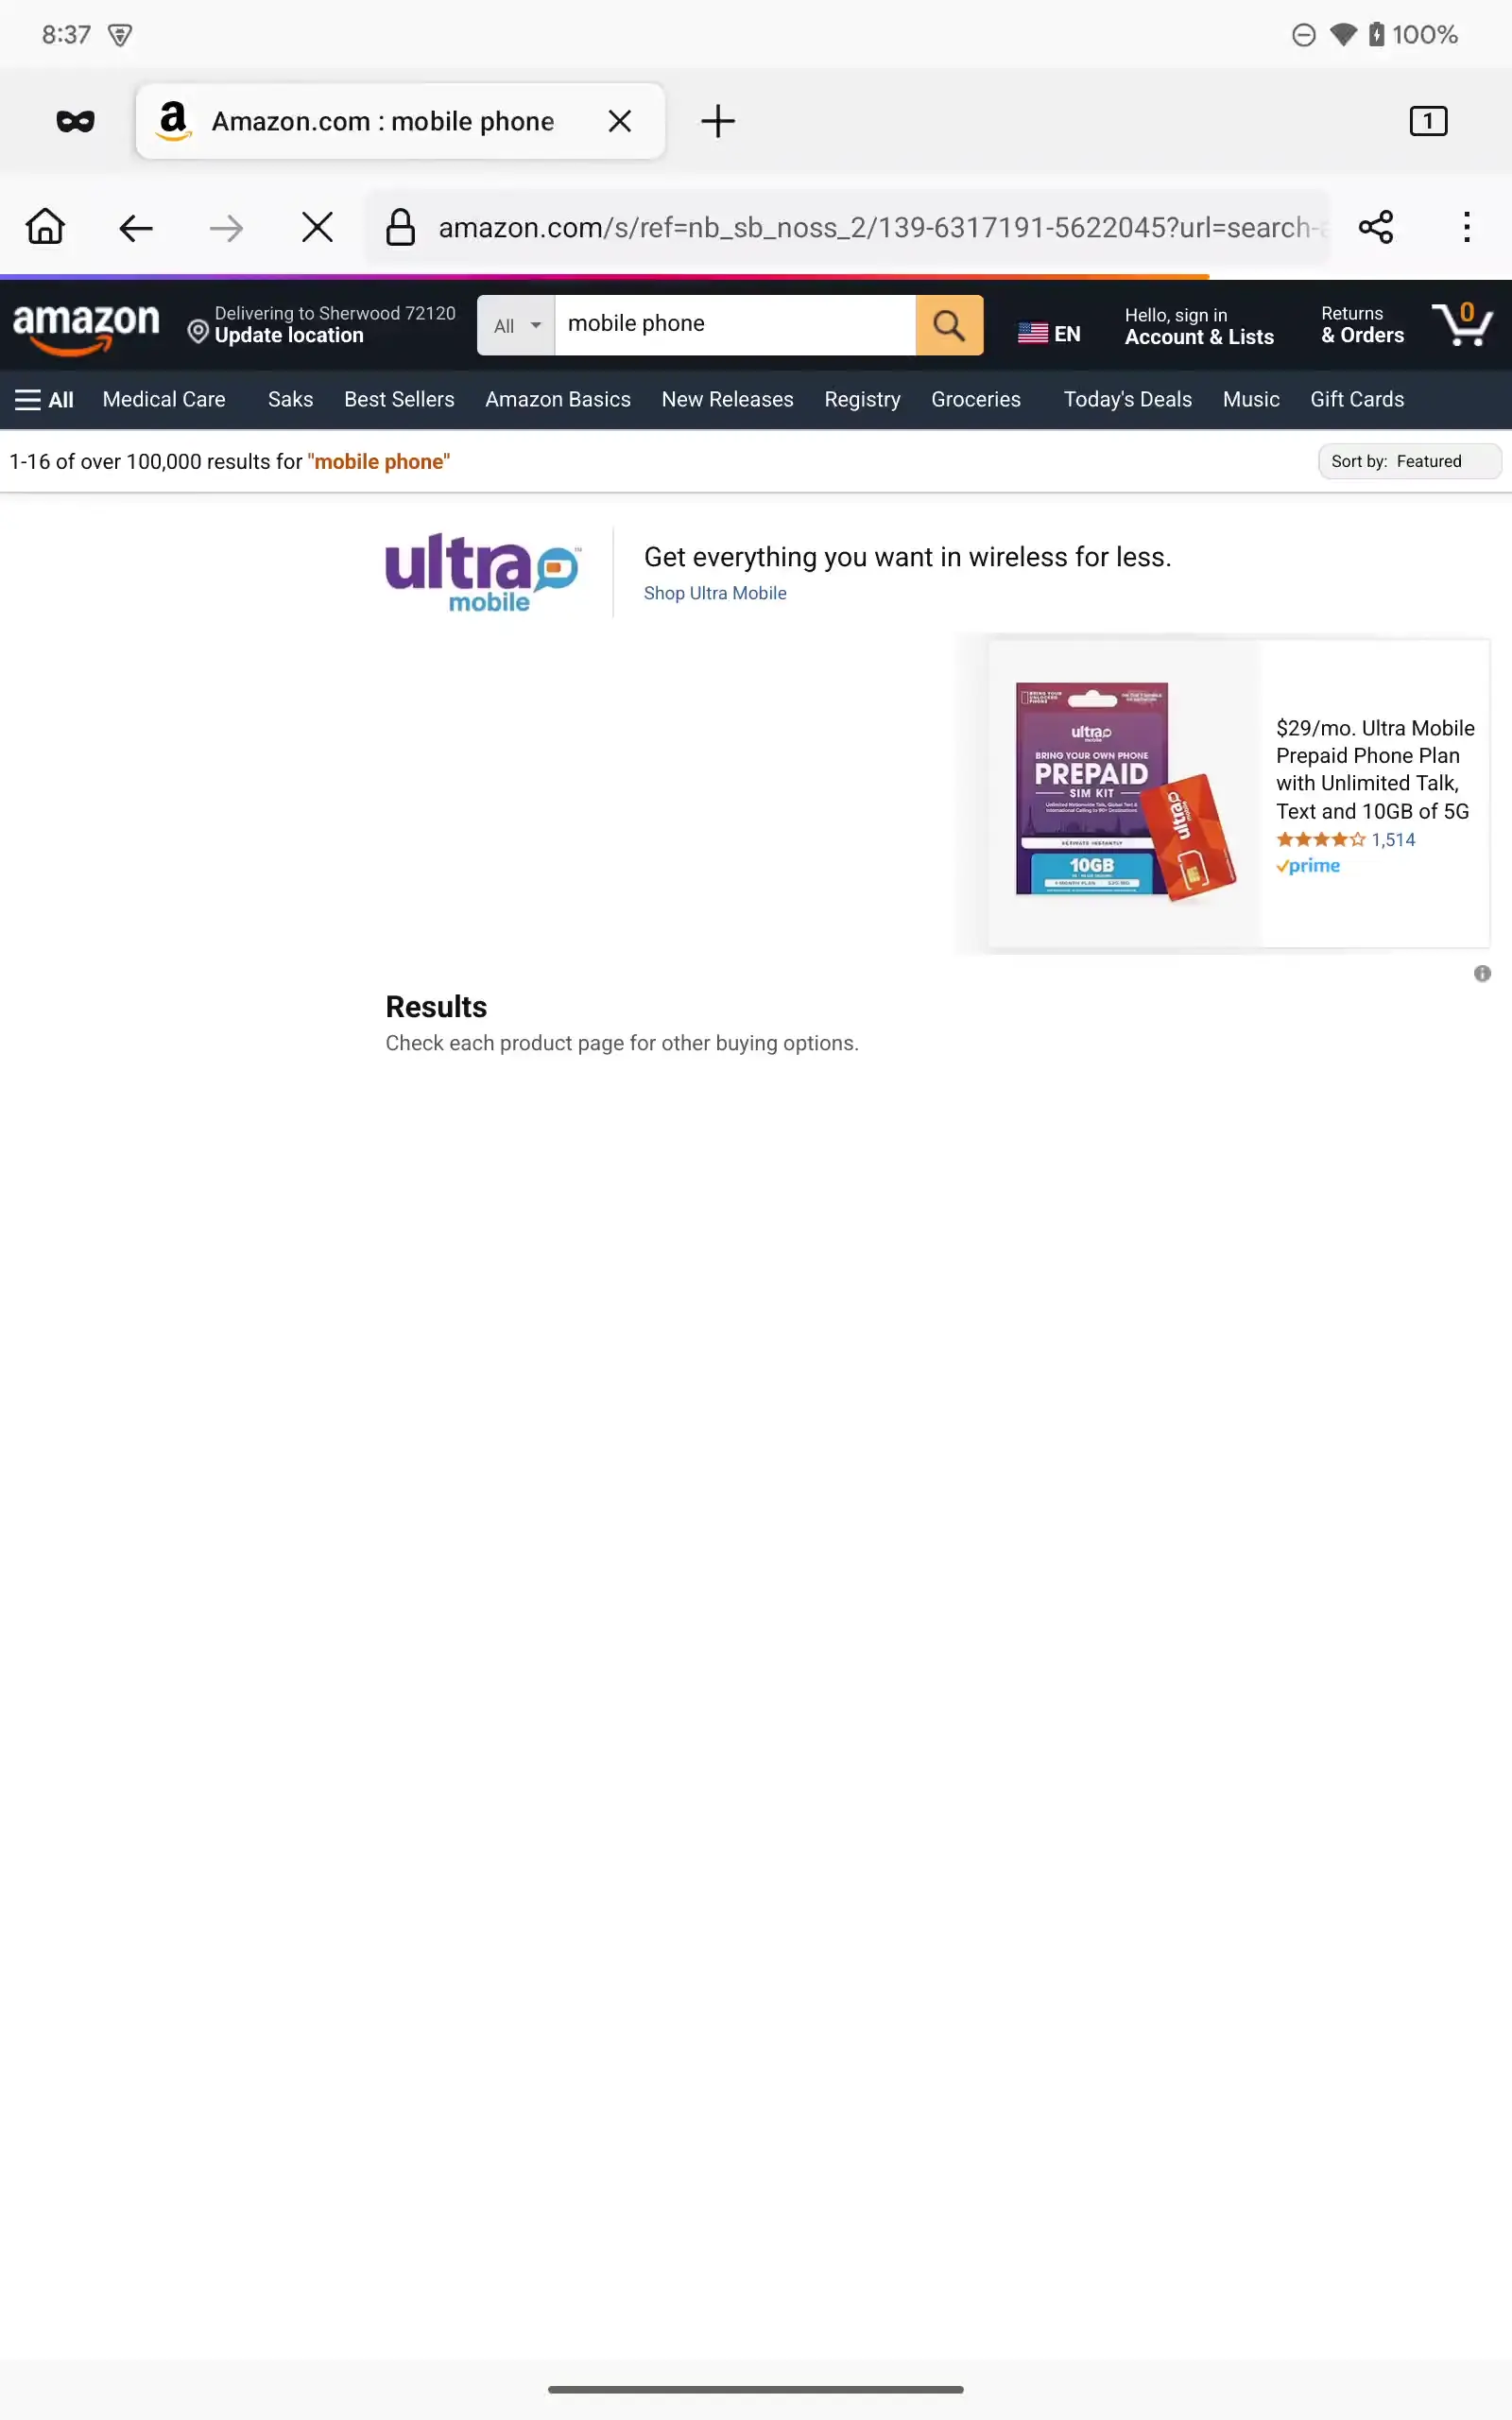 8:37
100%
Amazon.com : mobile phone
1
amazon.com/s/ref=nb_sb_noss_2/139-6317191-5622045?url=search-
amazon
Delivering to Sherwood 72120
Update location
All
mobile phone
EN
Hello, sign in
Account & Lists
Returns
& Orders
0
All
Medical Care
Saks
Best Sellers
Amazon Basics
New Releases
Registry
Groceries
Today's Deals
Music
Gift Cards
1-16 of over 100,000 results for "mobile phone"
Sort by: Featured
ultra
mobile
Get everything you want in wireless for less.
Shop Ultra Mobile
ultra
mobile
BRING YOUR OWN PHONE
PREPAID
SIM KIT
10GB
ultra
$29/mo. Ultra Mobile
Prepaid Phone Plan
with Unlimited Talk,
Text and 10GB of 5G
1,514
prime
Results
Check each product page for other buying options.